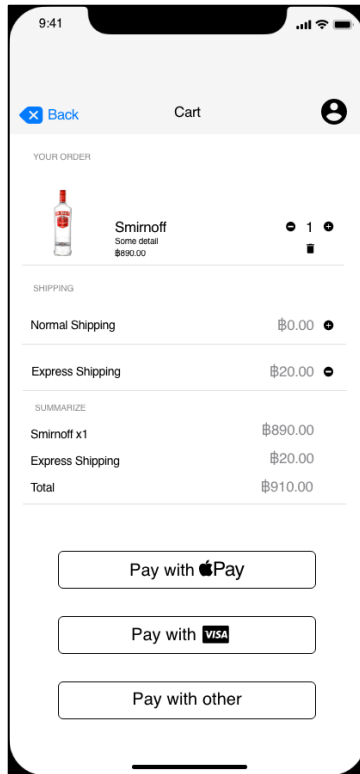 9:41
Back
Cart
YOUR ORDER
Smirnoff
1
Some detail
฿890.00
SHIPPING
Normal Shipping ฿0.00
Express Shipping ฿20.00
SUMMARIZE
Smirnoff x1 ฿890.00
Express Shipping ฿20.00
Total ฿910.00
Pay with Pay
Pay with VISA
Pay with other